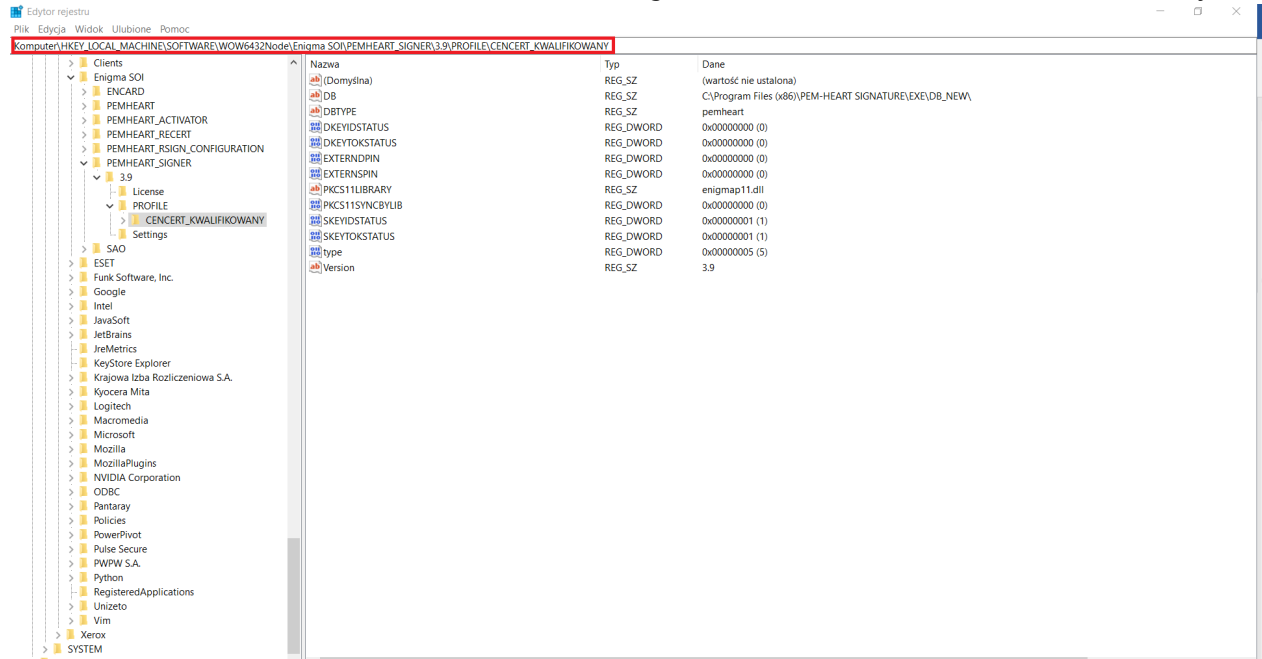 Edytor rejestru
Plik Edycja Widok Ulubione Pomoc
Komputer\HKEY_LOCAL_MACHINE\SOFTWARE\WOW6432Node\Enigma SOI\PEMHEART_SIGNER\3.9\PROFILE\CENCERT_KWALIFIKOWANY
Clients
Enigma SOI
ENCARD
PEMHEART
PEMHEART_ACTIVATOR
PEMHEART_RECERT
PEMHEART_RSIGN_CONFIGURATION
PEMHEART_SIGNER
3.9
License
PROFILE
CENCERT_KWALIFIKOWANY
Settings
SAO
ESET
Funk Software, Inc.
Google
Intel
JavaSoft
JetBrains
JreMetrics
KeyStore Explorer
Krajowa Izba Rozliczeniowa S.A.
Kyocera Mita
Logitech
Macromedia
Microsoft
Mozilla
MozillaPlugins
NVIDIA Corporation
ODBC
Pantaray
Policies
PowerPivot
Pulse Secure
PWPW S.A.
Python
RegisteredApplications
Unizeto
Vim
Xerox
SYSTEM
Nazwa Typ Dane
(Domyślna) REG_SZ (wartość nie ustalona)
DB REG_SZ C:\Program Files (x86)\PEM-HEART SIGNATURE\EXE\DB_NEW\
DBTYPE REG_SZ pemheart
DKEYIDSTATUS REG_DWORD 0x00000000 (0)
DKEYTOKSTATUS REG_DWORD 0x00000000 (0)
EXTERNDPIN REG_DWORD 0x00000000 (0)
EXTERNSPIN REG_DWORD 0x00000000 (0)
PKCS11LIBRARY REG_SZ enigmap11.dll
PKCS11SYNCBYLIB REG_DWORD 0x00000000 (0)
SKEYIDSTATUS REG_DWORD 0x00000001 (1)
SKEYTOKSTATUS REG_DWORD 0x00000001 (1)
type REG_DWORD 0x00000005 (5)
Version REG_SZ 3.9